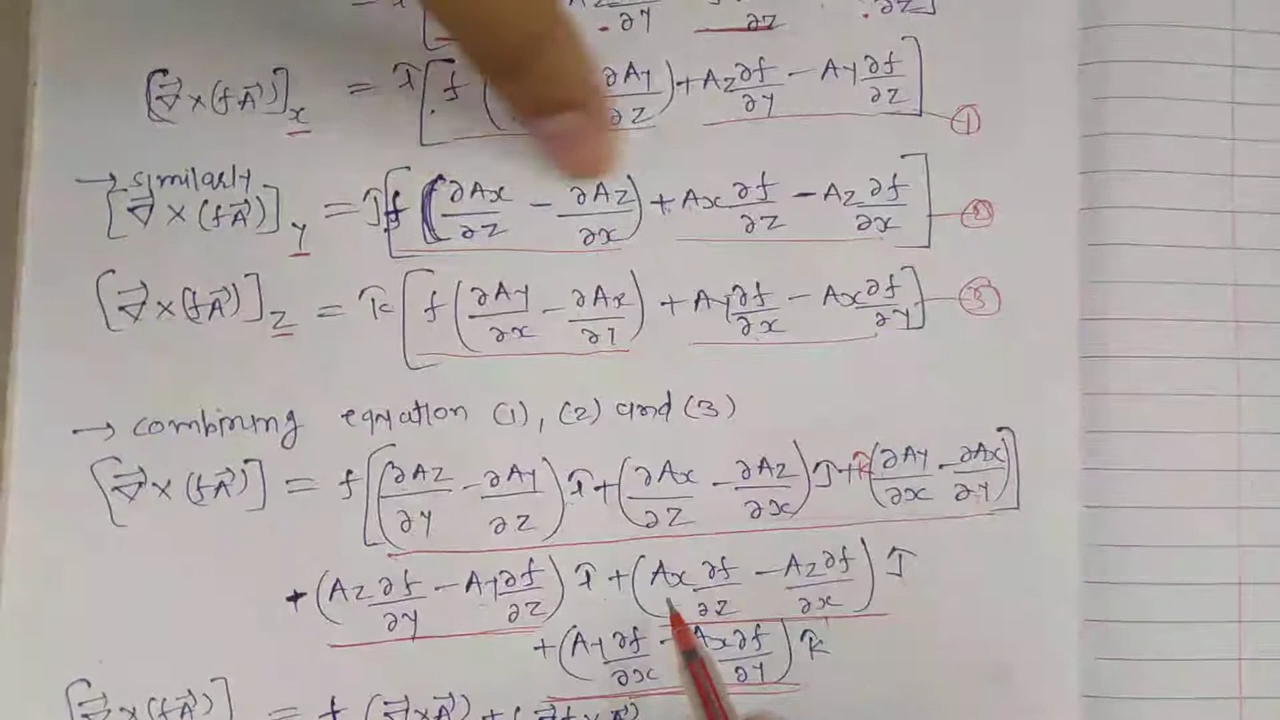 [∇⃗×(fA⃗)]x = i⃗[f( ∂Ay/∂z) + Az ∂f/∂y − Ay ∂f/∂z] ①
→ similarly
[∇⃗×(fA⃗)]y = j⃗[f(∂Ax/∂z − ∂Az/∂x) + Ax ∂f/∂z − Az ∂f/∂x] ②
[∇⃗×(fA⃗)]z = k⃗[f(∂Ay/∂x − ∂Ax/∂y) + Ay ∂f/∂x − Ax ∂f/∂y] ③
→ combining equation (1), (2) and (3)
[∇⃗×(fA⃗)] = f[(∂Az/∂y − ∂Ay/∂z) i⃗ + (∂Ax/∂z − ∂Az/∂x) j⃗ + k⃗(∂Ay/∂x − ∂Ax/∂y)]
+ (Az ∂f/∂y − Ay ∂f/∂z) i⃗ + (Ax ∂f/∂z − Az ∂f/∂x) j⃗
+ (Ay ∂f/∂x − Ax ∂f/∂y) k⃗
[∇⃗×(fA⃗)] = f(∇⃗×A⃗) + (∇⃗f×A⃗)